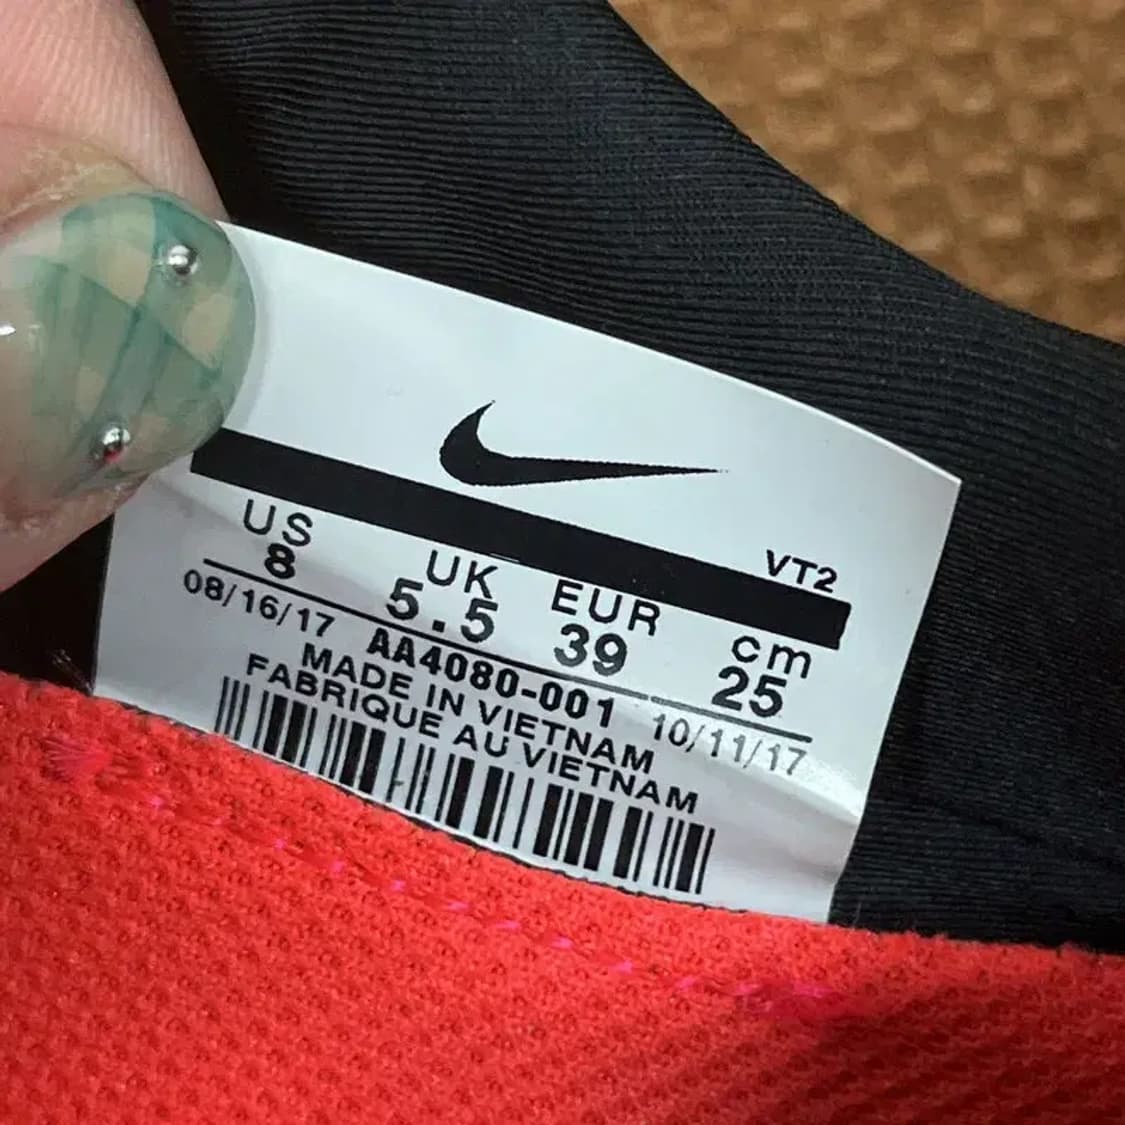 VT2
US UK EUR cm
8 5.5 39 25
08/16/17 AA4080-001 10/11/17
MADE IN VIETNAM
FABRIQUE AU VIETNAM